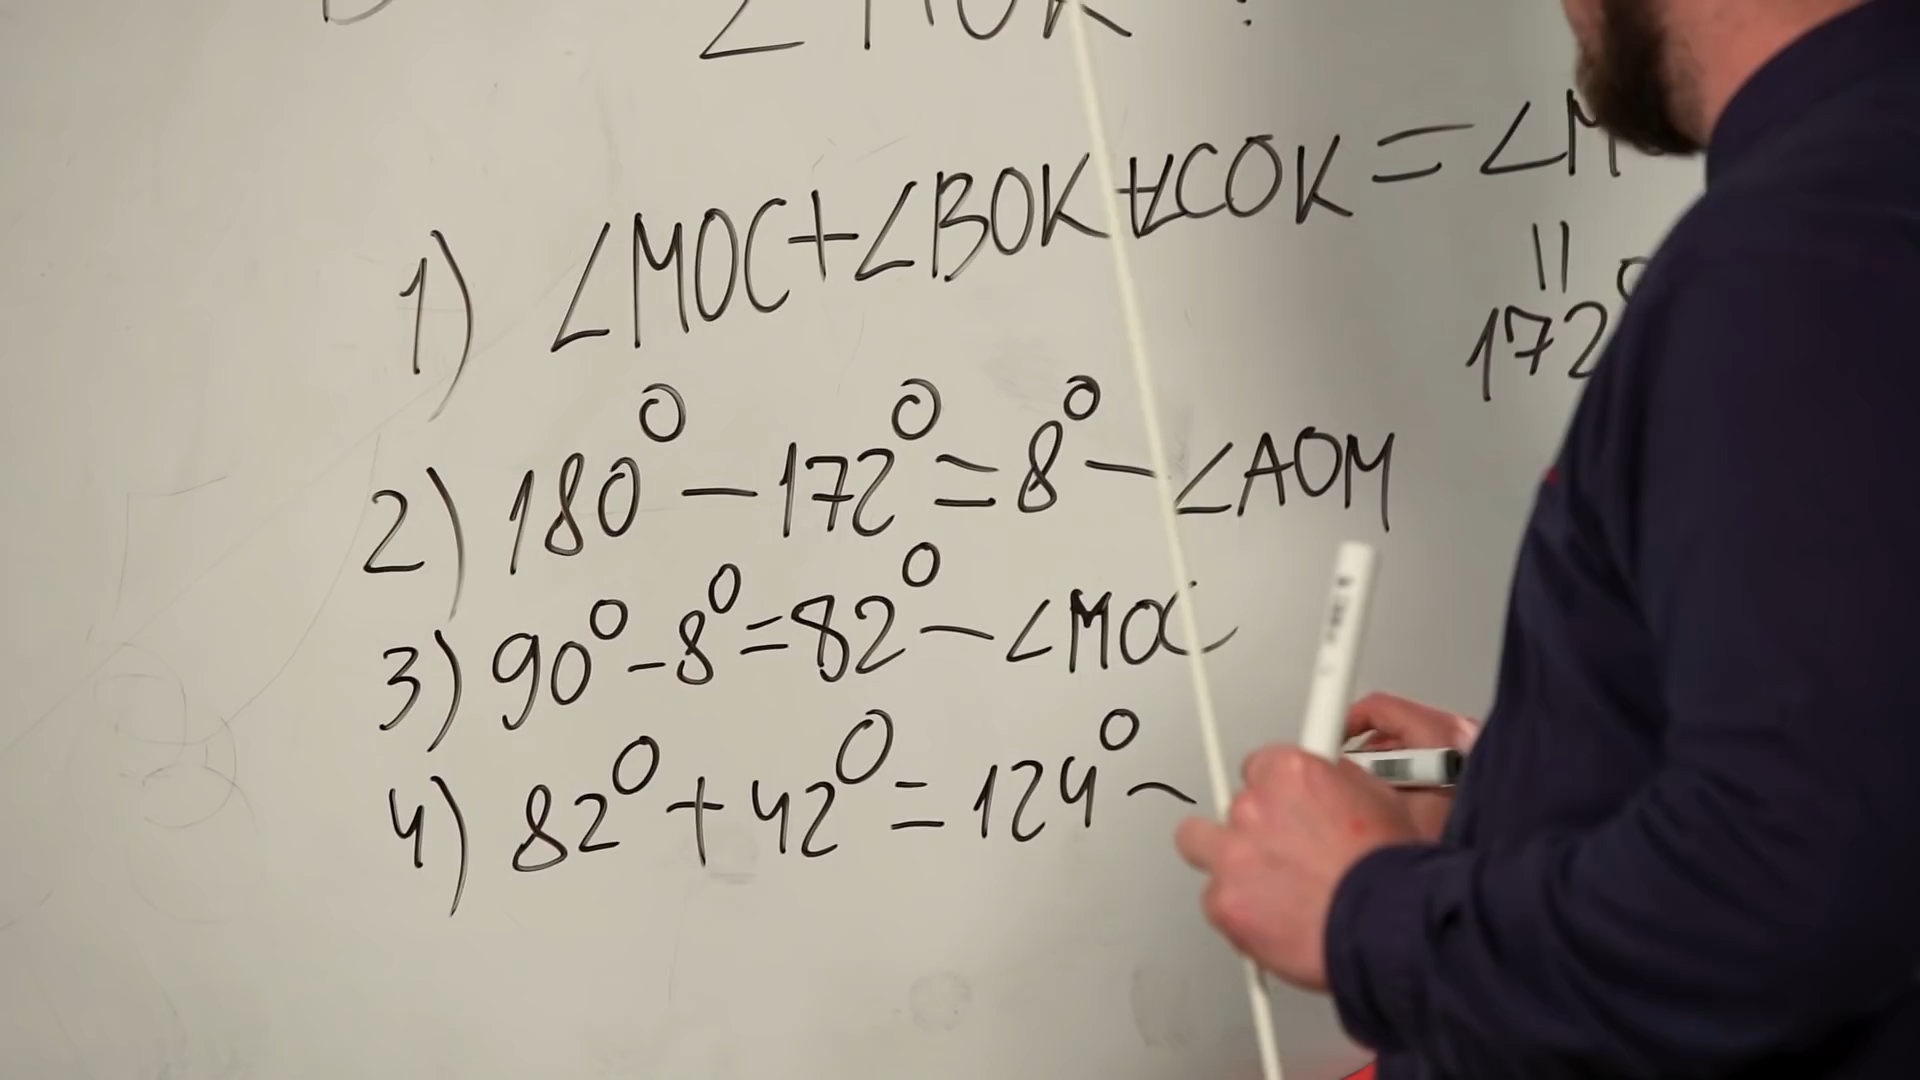 ∠MOK ?
1) ∠MOC+∠BOK+∠COK=∠M
||
172°
2) 180°-172°=8°-∠AOM
3) 90°-8°=82°-∠MOC
4) 82°+42°=124°-